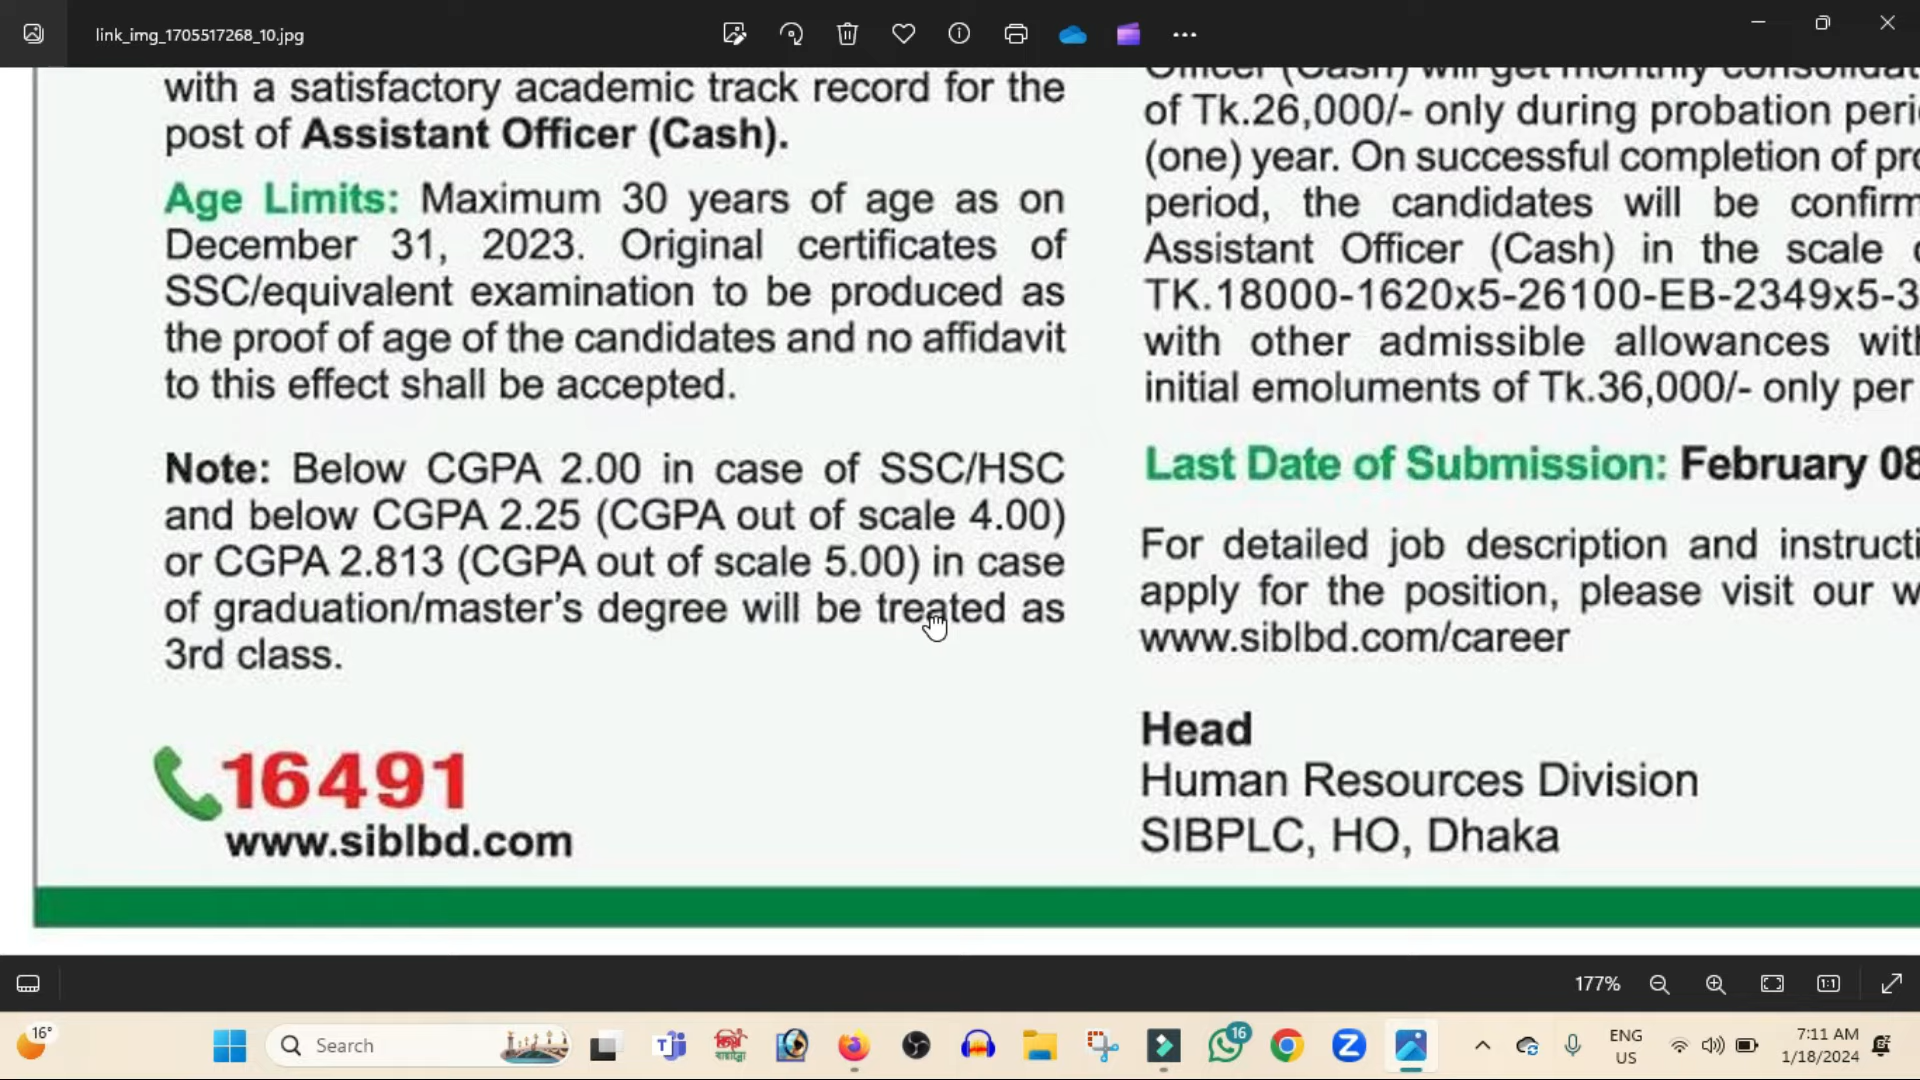 link_img_1705517268_10.jpg
with a satisfactory academic track record for the
post of Assistant Officer (Cash).
Age Limits: Maximum 30 years of age as on
December 31, 2023. Original certificates of
SSC/equivalent examination to be produced as
the proof of age of the candidates and no affidavit
to this effect shall be accepted.
Note: Below CGPA 2.00 in case of SSC/HSC
and below CGPA 2.25 (CGPA out of scale 4.00)
or CGPA 2.813 (CGPA out of scale 5.00) in case
of graduation/master's degree will be treated as
3rd class.
16491
www.siblbd.com
Officer (Cash) will get monthly
of Tk.26,000/- only during probation
(one) year. On successful completion of
period, the candidates will be
Assistant Officer (Cash) in the scale
TK.18000-1620x5-26100-EB-2349x5-3
with other admissible allowances
initial emoluments of Tk.36,000/- only per
Last Date of Submission: February 08
For detailed job description and
apply for the position, please visit our
www.siblbd.com/career
Head
Human Resources Division
SIBPLC, HO, Dhaka
177%
1:1
16°
Search
16
ENG
US
7:11 AM
1/18/2024